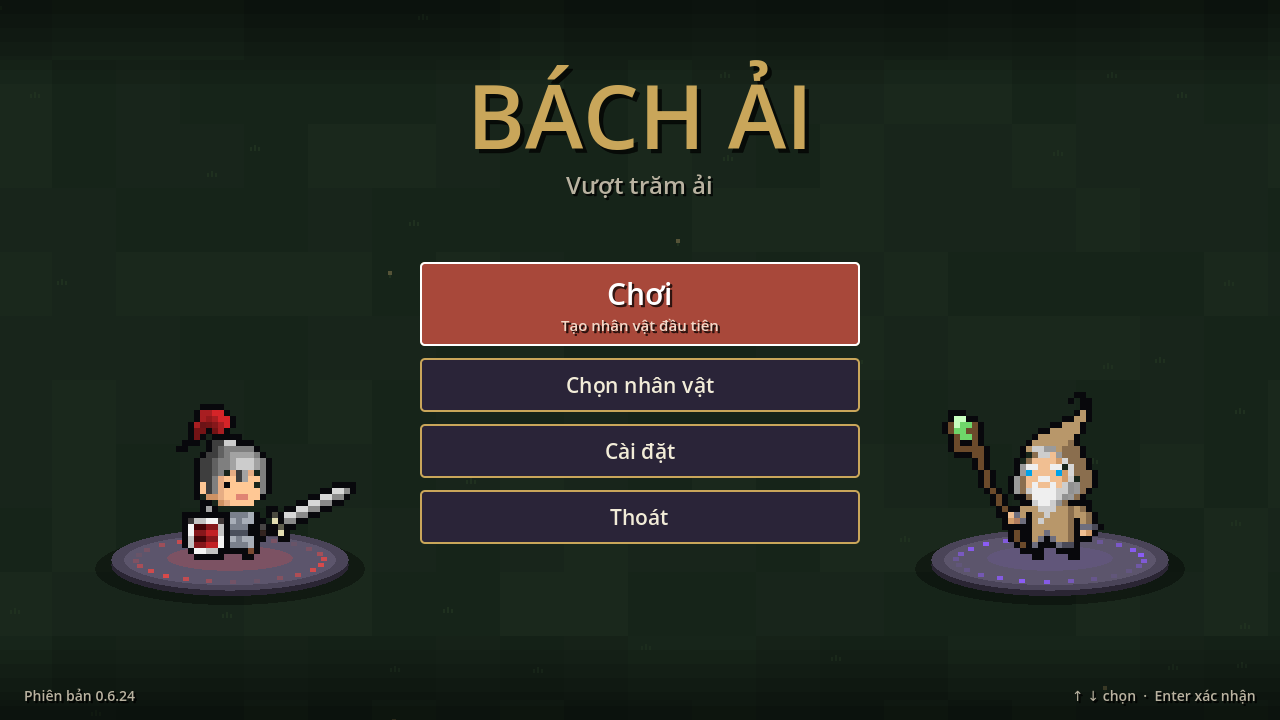 BÁCH ẢI
Vượt trăm ải
Chơi
Tạo nhân vật đầu tiên
Chọn nhân vật
Cài đặt
Thoát
Phiên bản 0.6.24
↑ ↓ chọn · Enter xác nhận